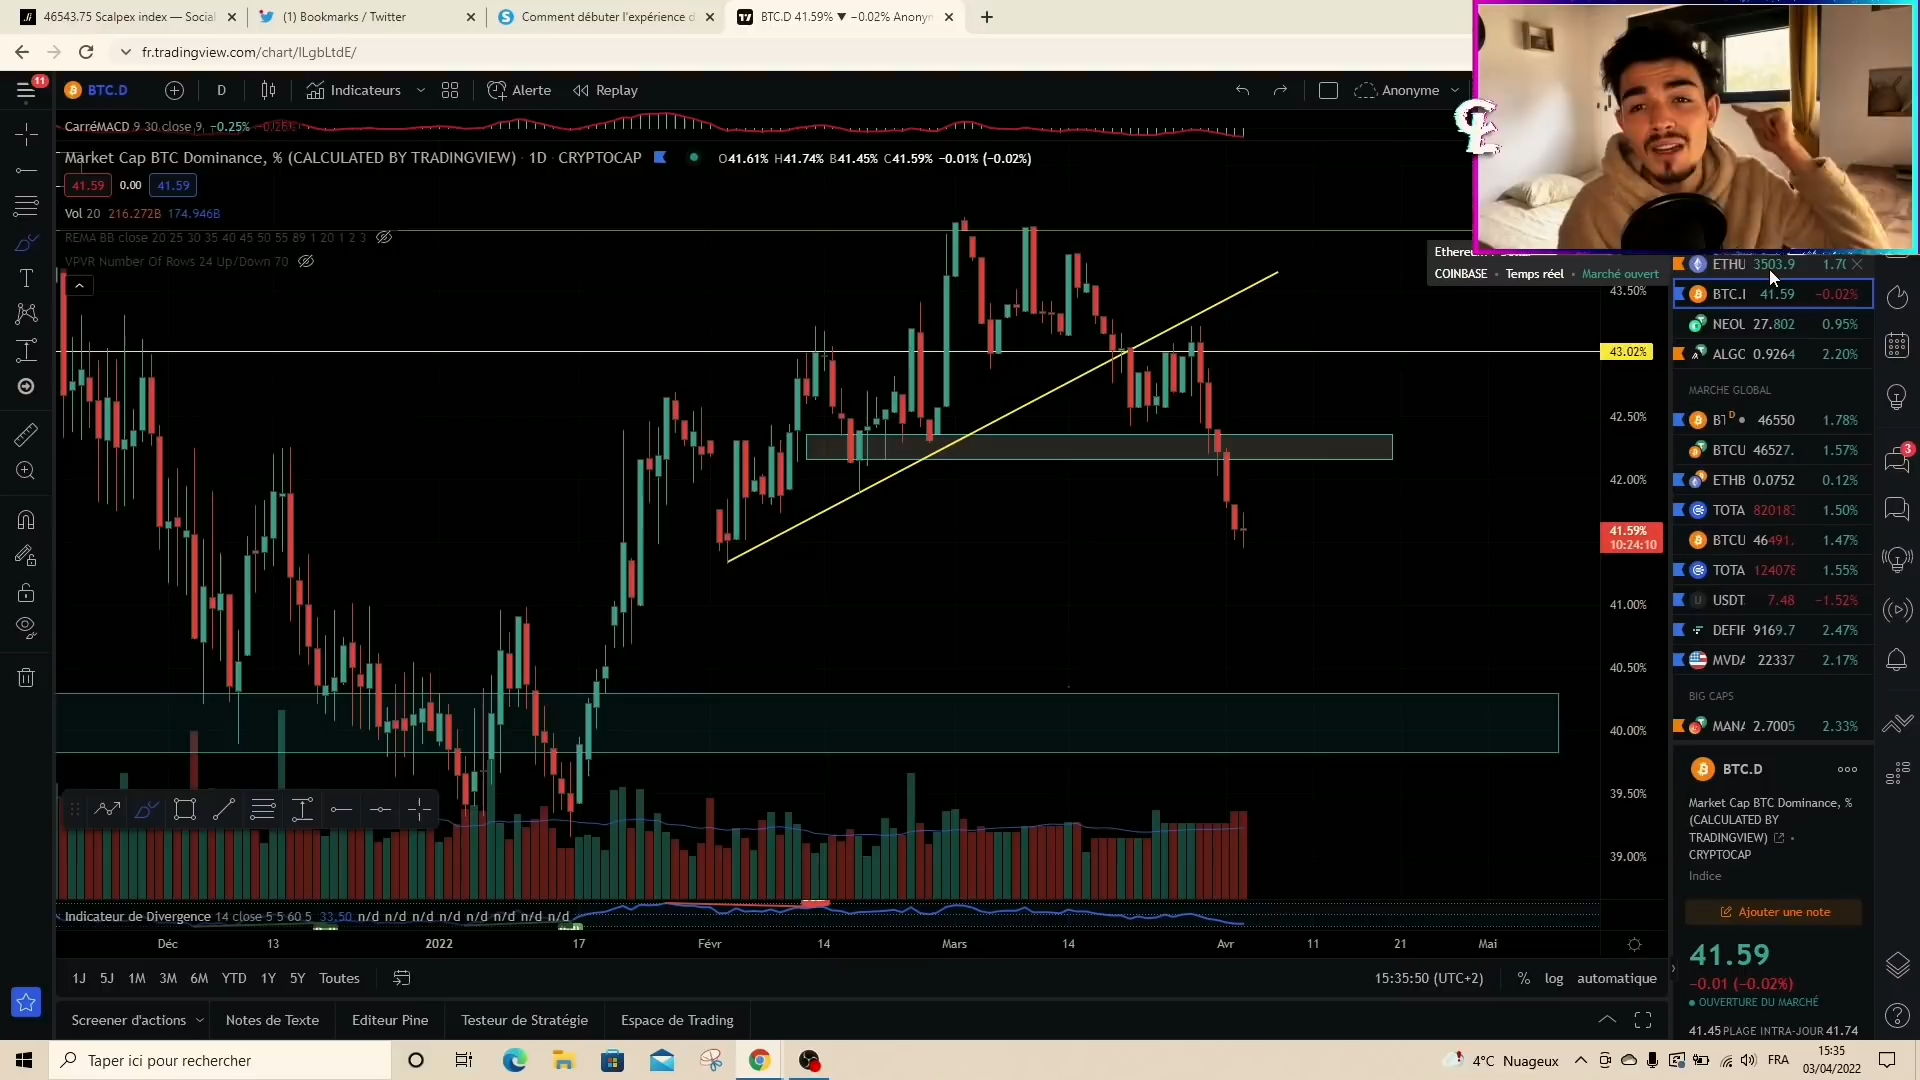 46543.75 Scalpex index — Social
(1) Bookmarks / Twitter
Comment débuter l'expérience d
BTC.D 41.59% ▼ −0.02% Anonyn
fr.tradingview.com/chart/lLgbLtdE/
11
BTC.D
D
Indicateurs
Alerte
Replay
Anonyme
CarréMACD 9 30 close 9, −0.25%
Market Cap BTC Dominance, % (CALCULATED BY TRADINGVIEW) · 1D · CRYPTOCAP
O41.61% H41.74% B41.45% C41.59% −0.01% (−0.02%)
41.59 0.00 41.59
Vol 20 216.272B 174.946B
REMA BB close 20 25 30 35 40 45 50 55 89 1 20 1 2 3
VPVR Number Of Rows 24 Up/Down 70
COINBASE • Temps réel • Marché ouvert
43.50%
43.02%
42.50%
42.00%
41.59%
10:24:10
41.00%
40.50%
40.00%
39.50%
39.00%
ETHU 3503.9
BTC.I 41.59 −0.02%
NEOU 27.802 0.95%
ALGO 0.9264 2.20%
MARCHE GLOBAL
46550 1.78%
BTCU 46527. 1.57%
ETHB 0.0752 0.12%
TOTA 820183 1.50%
BTCU 46491. 1.47%
TOTA 124078 1.55%
USDT. 7.48 −1.52%
DEFIP 9169.7 2.47%
MVDA 22337 2.17%
BIG CAPS
MANA 2.7005 2.33%
3
BTC.D
Market Cap BTC Dominance, %
(CALCULATED BY
TRADINGVIEW)
CRYPTOCAP
Indice
Ajouter une note
41.59
−0.01 (−0.02%)
OUVERTURE DU MARCHÉ
41.45 PLAGE INTRA-JOUR 41.74
Indicateur de Divergence 14 close 5 5 60 5 33.50 n/d n/d n/d n/d n/d n/d n/d n/d
Déc 13 2022 17 Févr 14 Mars 14 Avr 11 21 Mai
1J 5J 1M 3M 6M YTD 1Y 5Y Toutes
15:35:50 (UTC+2) % log automatique
Screener d'actions
Notes de Texte
Editeur Pine
Testeur de Stratégie
Espace de Trading
Taper ici pour rechercher
4°C Nuageux
FRA
15:35
03/04/2022